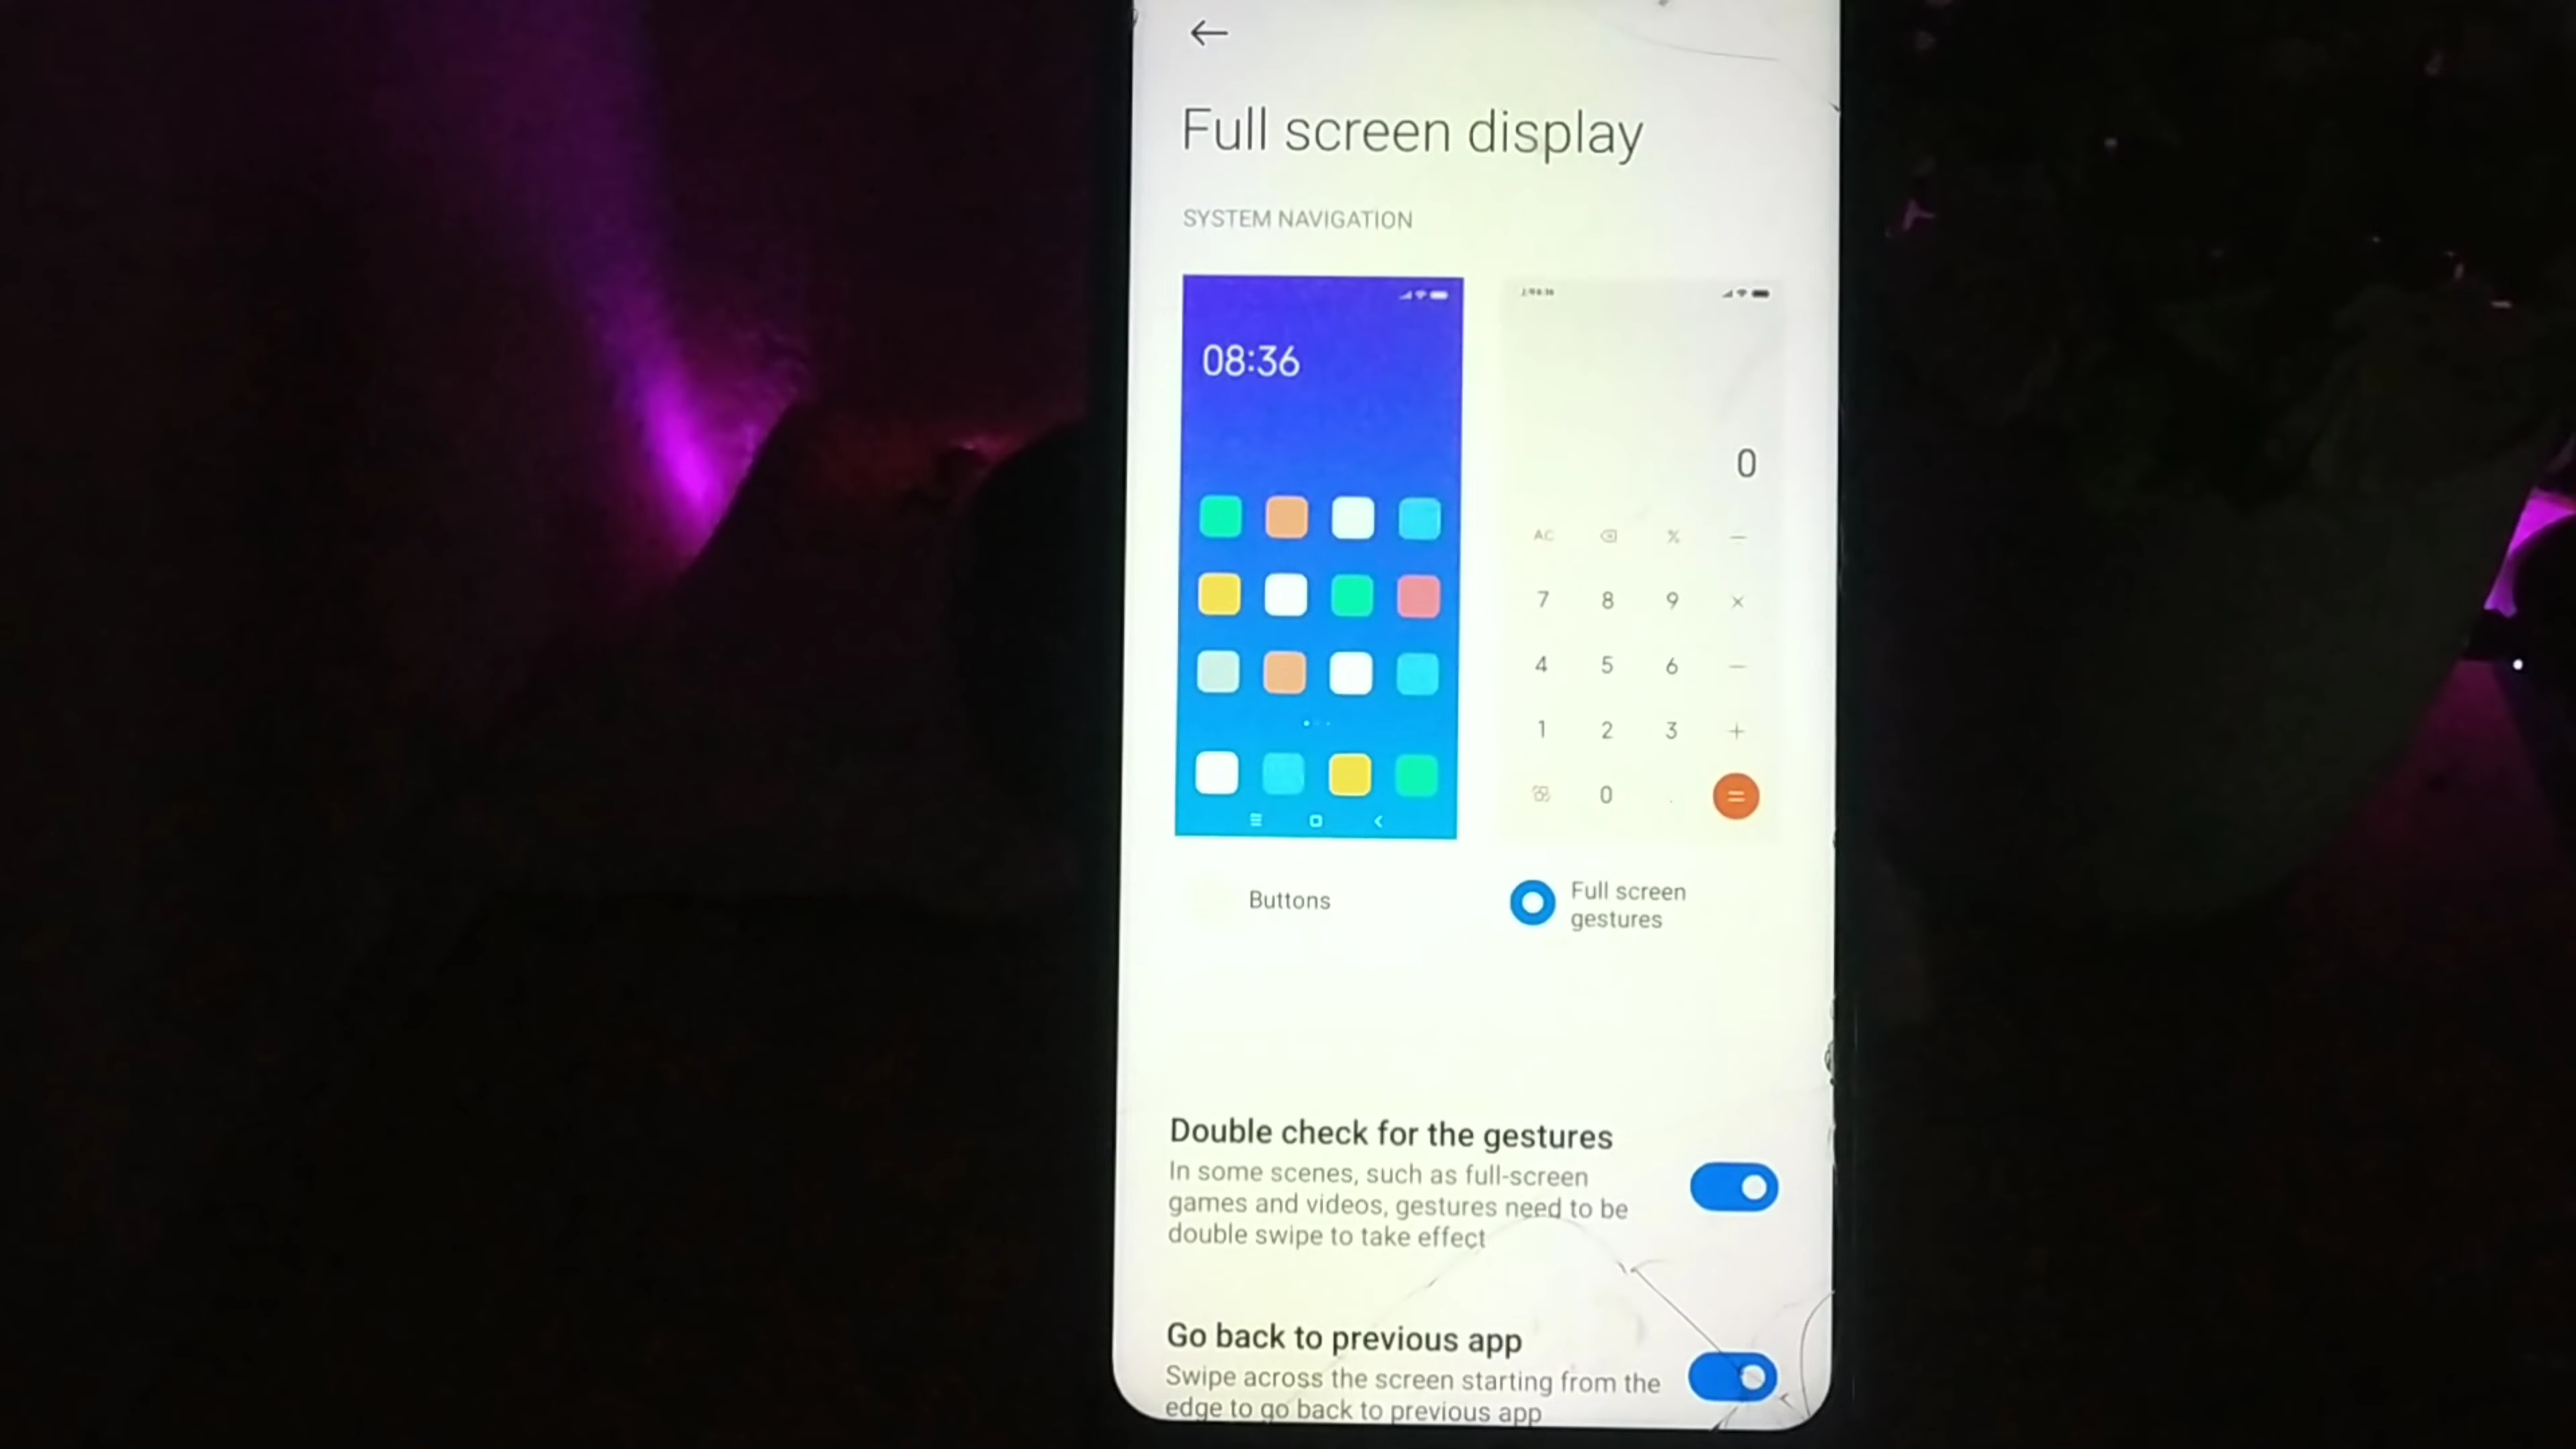 Full screen display
SYSTEM NAVIGATION
08:36
0
AC %
7 8 9 ×
4 5 6 –
1 2 3 +
0 . =
Buttons
Full screen
gestures
Double check for the gestures
In some scenes, such as full-screen
games and videos, gestures need to be
double swipe to take effect
Go back to previous app
Swipe across the screen starting from the
edge to go back to previous app